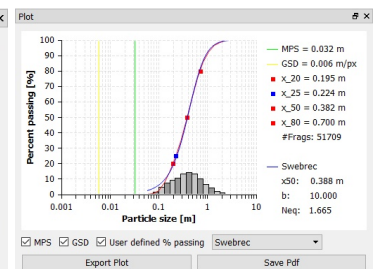 Plot
100
90
80
70
60
50
40
30
20
10
0
Percent passing [%]
0.001 0.01 0.1 1 10
Particle size [m]
MPS = 0.032 m
GSD = 0.006 m/px
x_20 = 0.195 m
x_25 = 0.224 m
x_50 = 0.382 m
x_80 = 0.700 m
#Frags: 51709
Swebrec
x50: 0.388 m
b: 10.000
Neq: 1.665
MPS GSD User defined % passing Swebrec
Export Plot Save Pdf